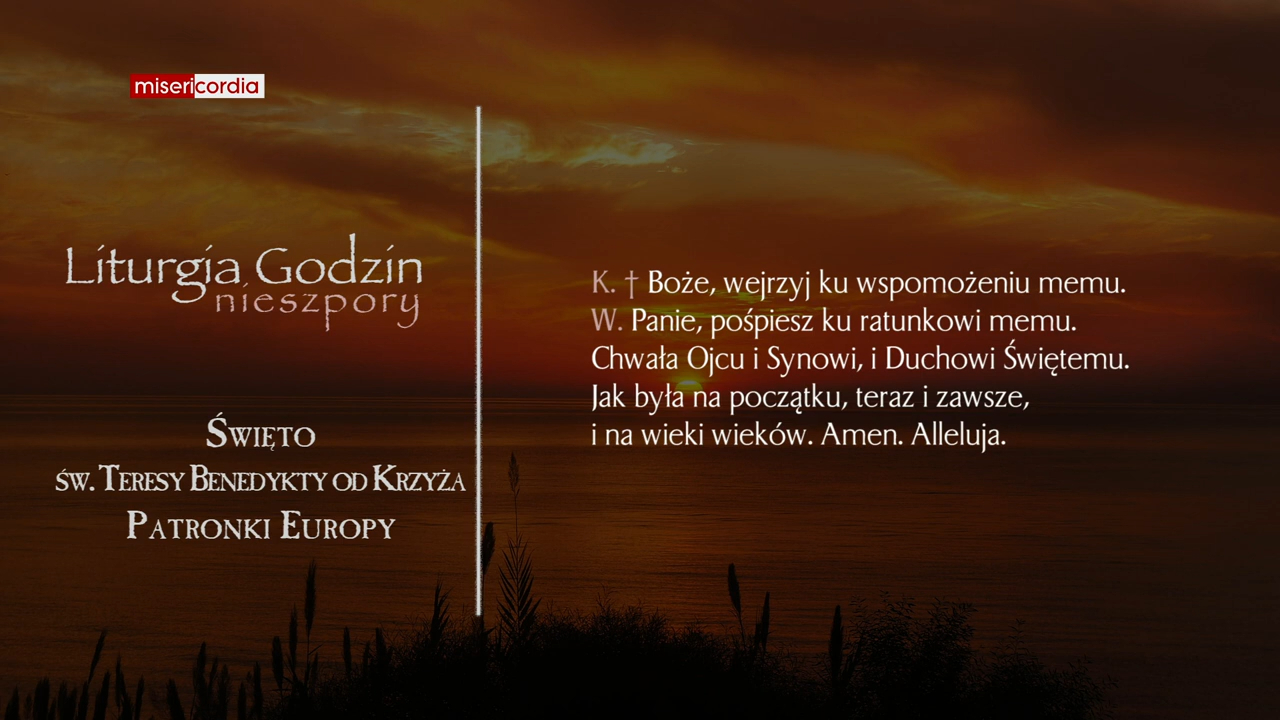 misericordia
Liturgia Godzin
nieszpory
Święto
św. Teresy Benedykty od Krzyża
Patronki Europy
K. † Boże, wejrzyj ku wspomożeniu memu.
W. Panie, pośpiesz ku ratunkowi memu.
Chwała Ojcu i Synowi, i Duchowi Świętemu.
Jak była na początku, teraz i zawsze,
i na wieki wieków. Amen. Alleluja.